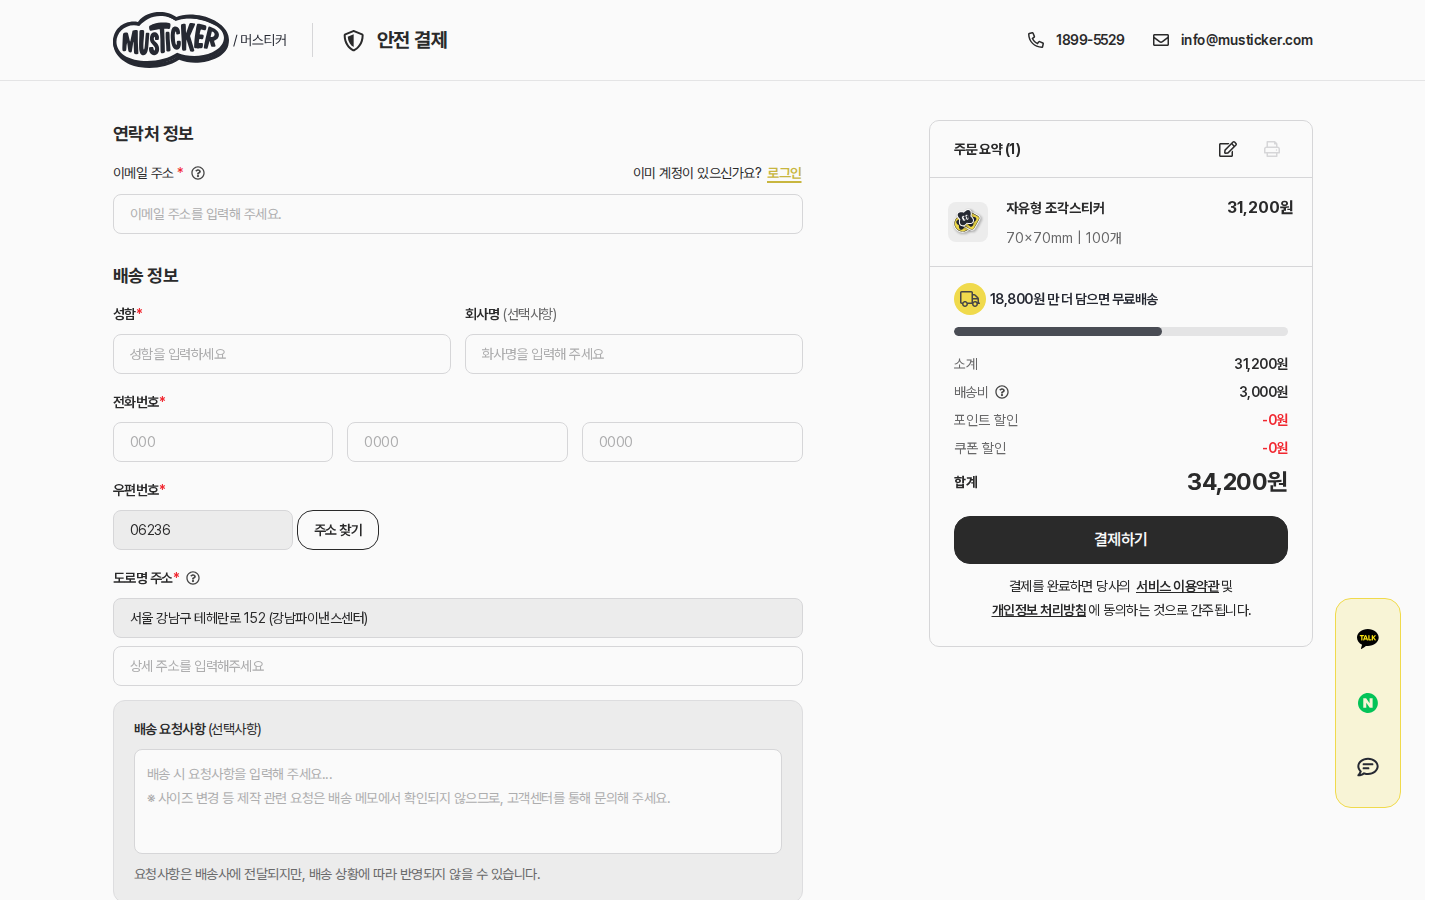 MUSTICKER / 머스티커
안전 결제
1899-5529
info@musticker.com
연락처 정보
이메일 주소 *
이미 계정이 있으신가요? 로그인
이메일 주소를 입력해 주세요.
배송 정보
성함*
회사명 (선택사항)
성함을 입력하세요
화사명을 입력해 주세요
전화번호*
000
0000
0000
우편번호*
06236
주소 찾기
도로명 주소*
서울 강남구 테헤란로 152 (강남파이낸스센터)
상세 주소를 입력해주세요
배송 요청사항 (선택사항)
배송 시 요청사항을 입력해 주세요...
※ 사이즈 변경 등 제작 관련 요청은 배송 메모에서 확인되지 않으므로, 고객센터를 통해 문의해 주세요.
요청사항은 배송사에 전달되지만, 배송 상황에 따라 반영되지 않을 수 있습니다.
주문 요약 (1)
자유형 조각스티커
31,200원
70×70mm | 100개
18,800원 만 더 담으면 무료배송
소계
31,200원
배송비
3,000원
포인트 할인
-0원
쿠폰 할인
-0원
합계
34,200원
결제하기
결제를 완료하면 당사의 서비스 이용약관 및
개인정보 처리방침 에 동의하는 것으로 간주됩니다.
TALK
N